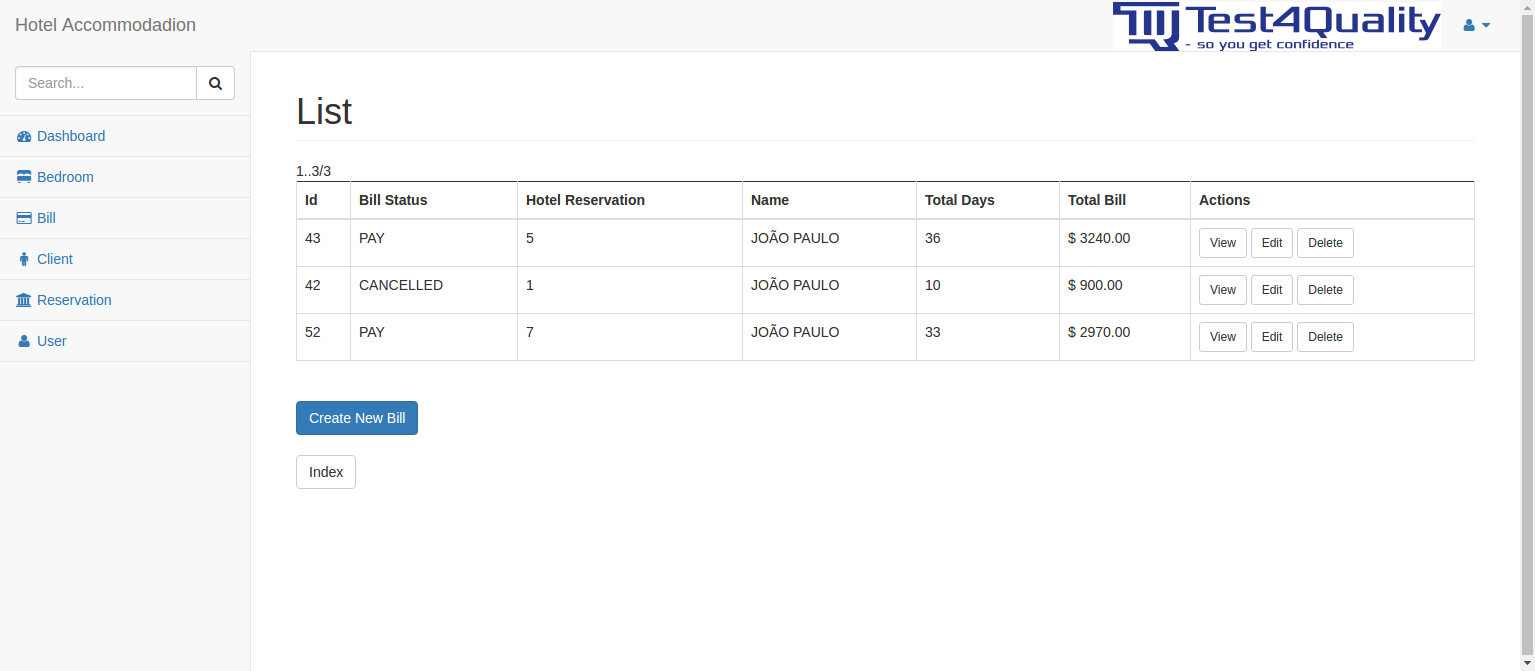 Hotel Accommodadion
Test4Quality
- so you get confidence
Search...
Dashboard
Bedroom
Bill
Client
Reservation
User
List
1..3/3
Id Bill Status Hotel Reservation Name Total Days Total Bill Actions
43 PAY 5 JOÃO PAULO 36 $ 3240.00 View Edit Delete
42 CANCELLED 1 JOÃO PAULO 10 $ 900.00 View Edit Delete
52 PAY 7 JOÃO PAULO 33 $ 2970.00 View Edit Delete
Create New Bill
Index